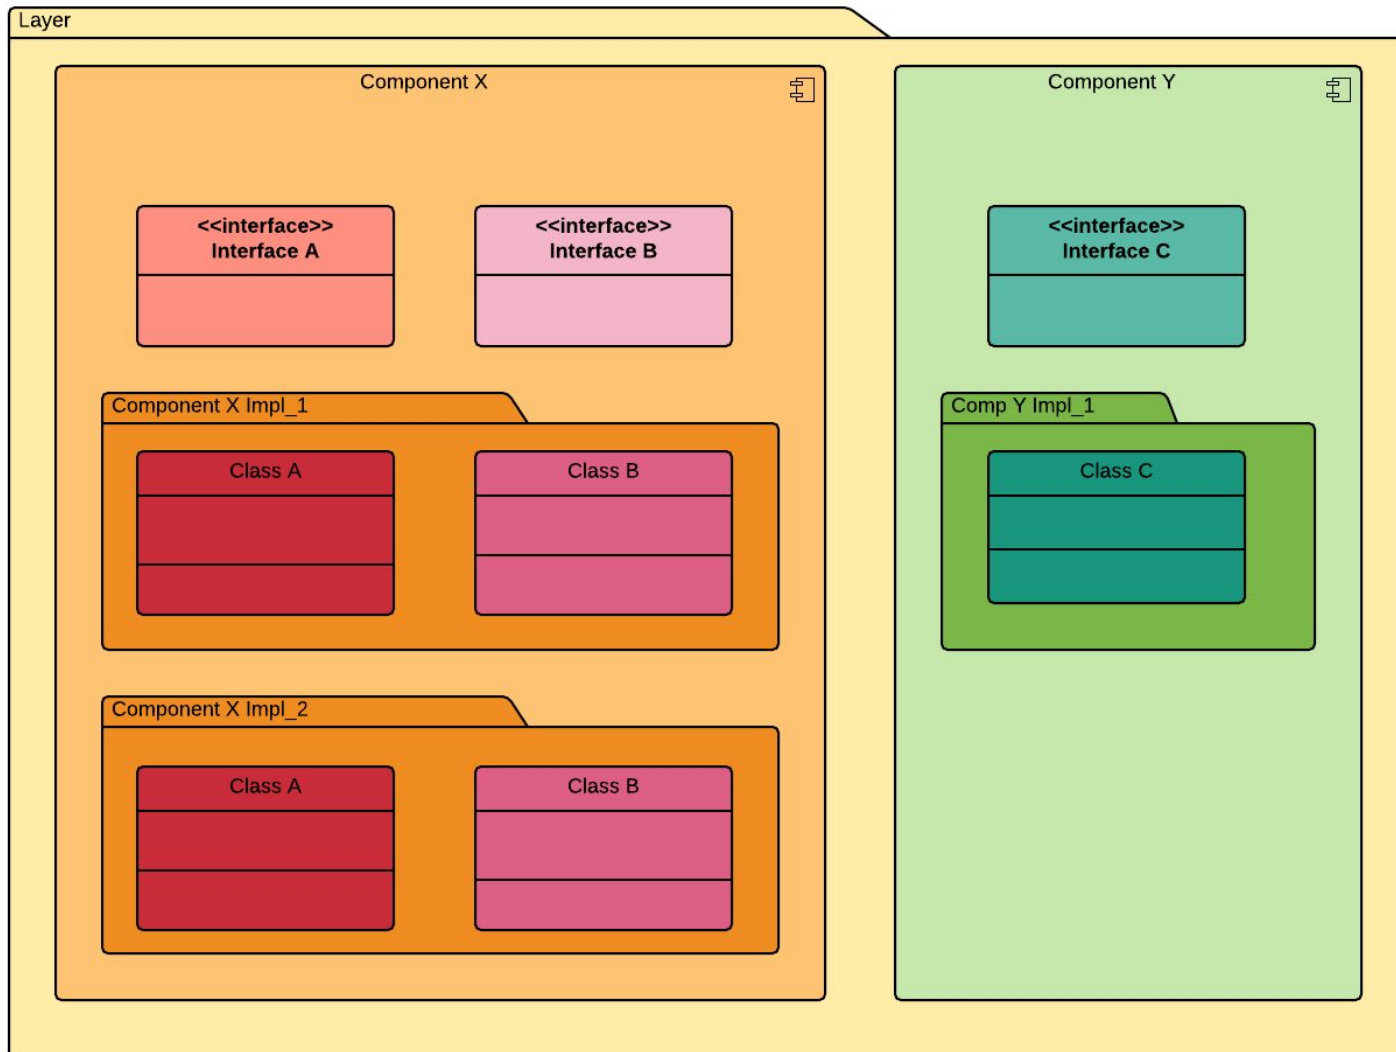 Layer
Component X
Component Y
<<interface>>
Interface A
<<interface>>
Interface B
<<interface>>
Interface C
Component X Impl_1
Comp Y Impl_1
Class A
Class B
Class C
Component X Impl_2
Class A
Class B